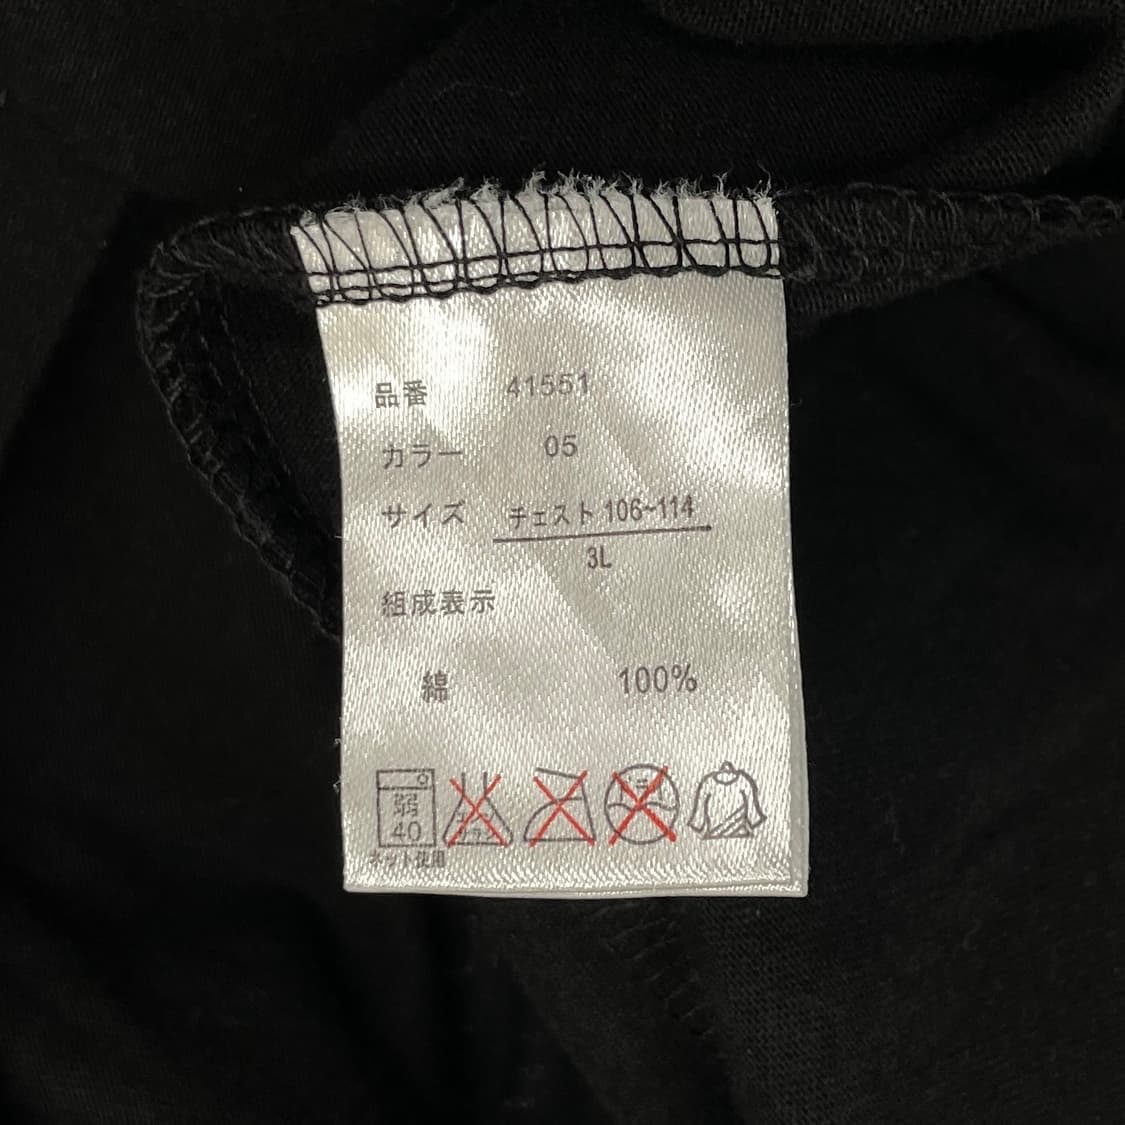 品番 41551
カラー 05
サイズ チェスト 106~114
3L
組成表示
綿 100%
弱
40
ネット使用